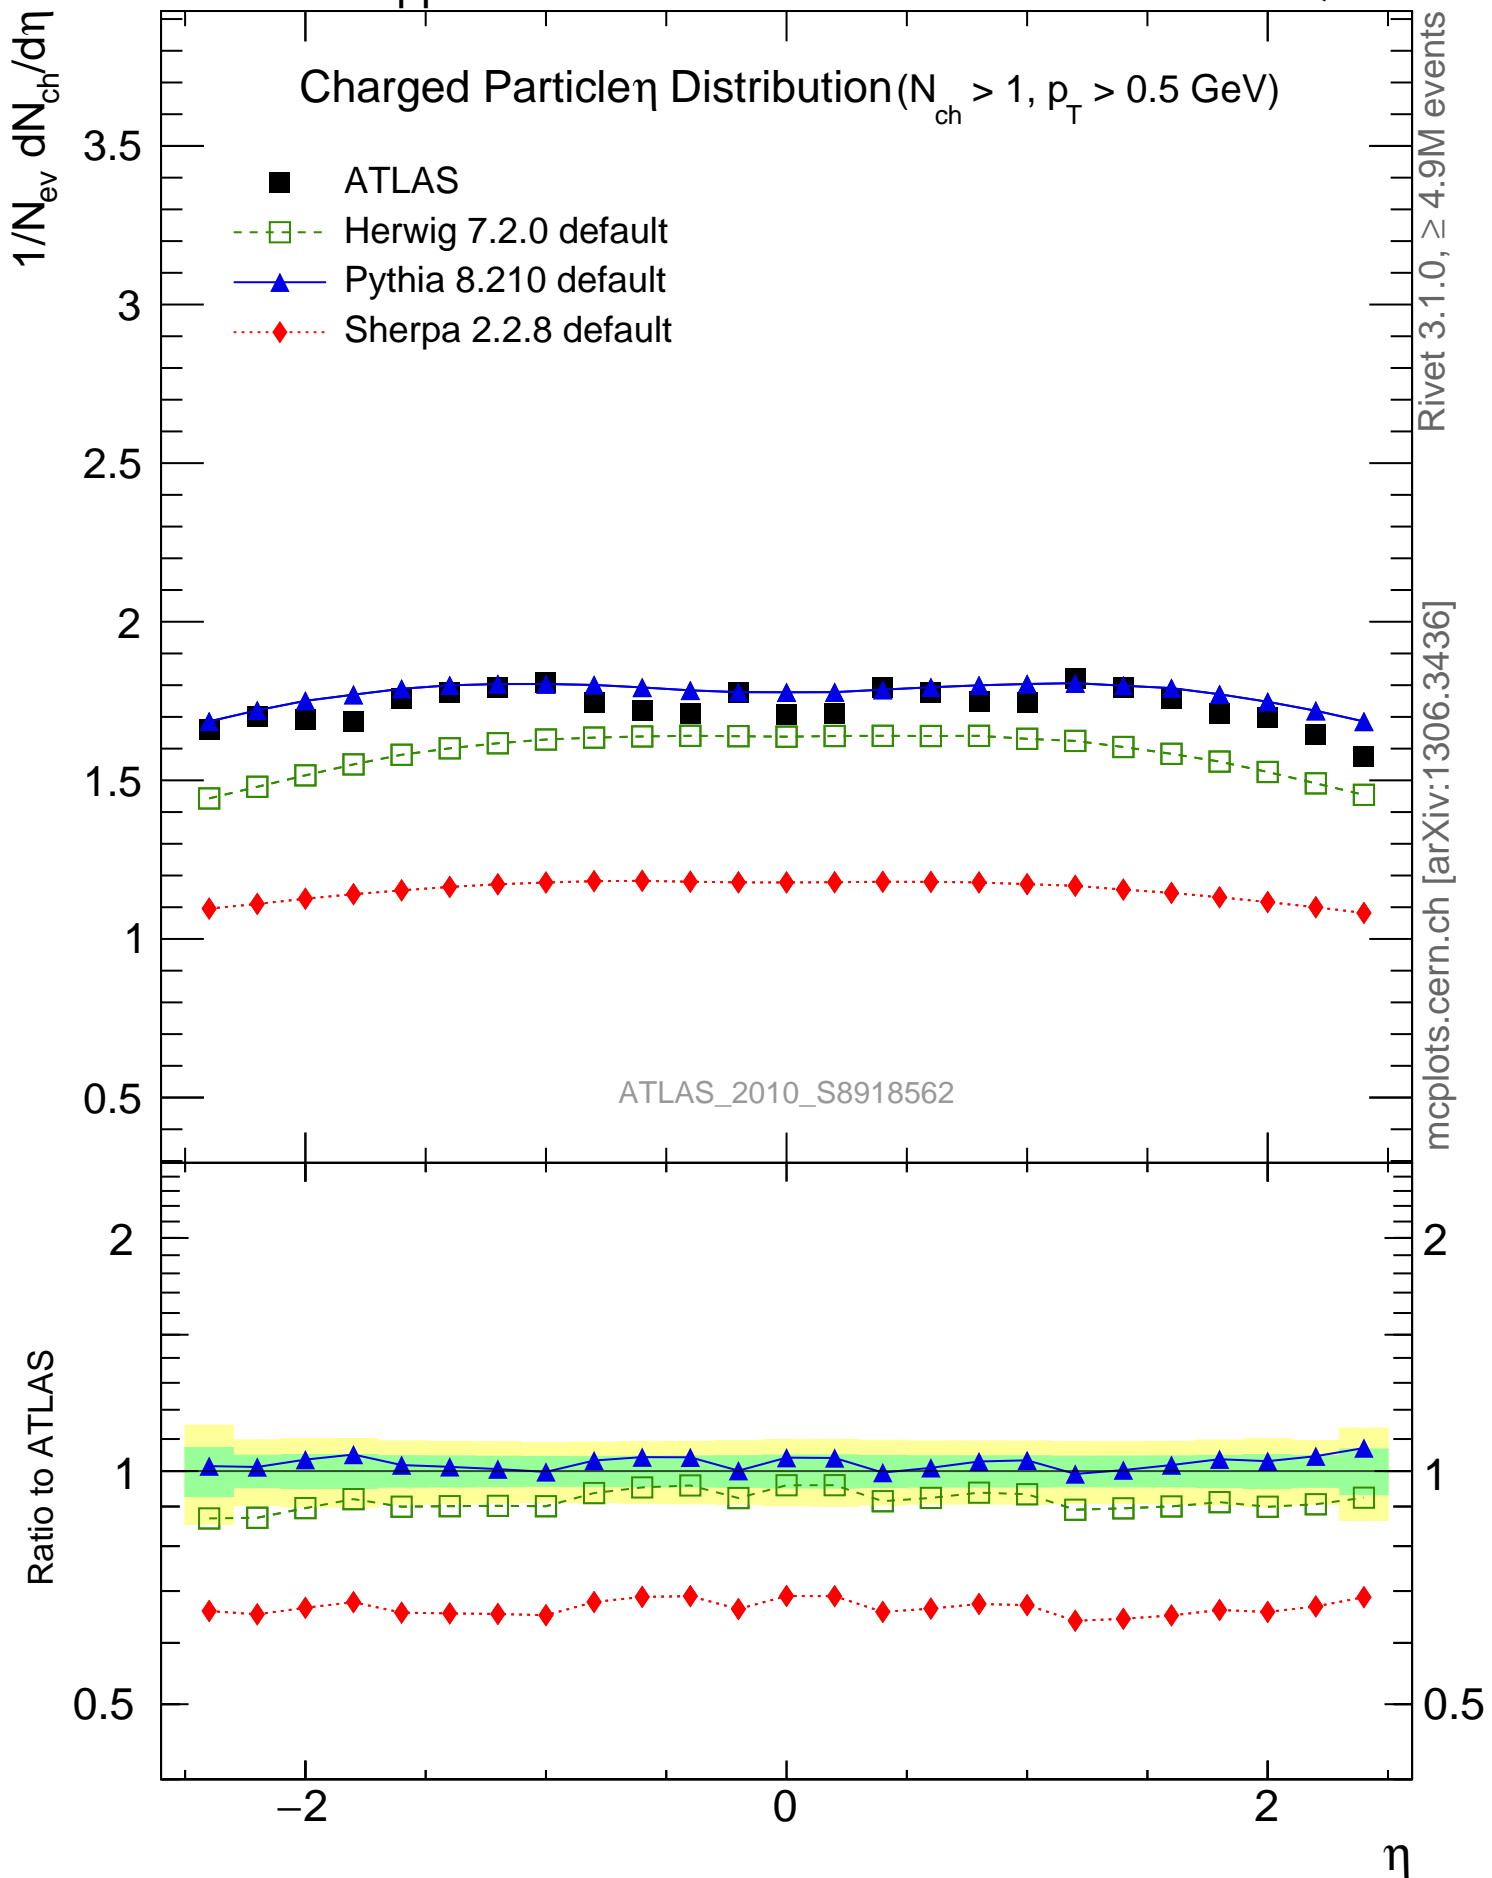 1/N_ev dN_ch/dη
Charged Particle η Distribution (N_ch > 1, p_T > 0.5 GeV)
ATLAS
Herwig 7.2.0 default
Pythia 8.210 default
Sherpa 2.2.8 default
3.5
3
2.5
2
1.5
1
0.5
ATLAS_2010_S8918562
Rivet 3.1.0, ≥ 4.9M events
mcplots.cern.ch [arXiv:1306.3436]
Ratio to ATLAS
2
1
0.5
2
1
0.5
−2
0
2
η